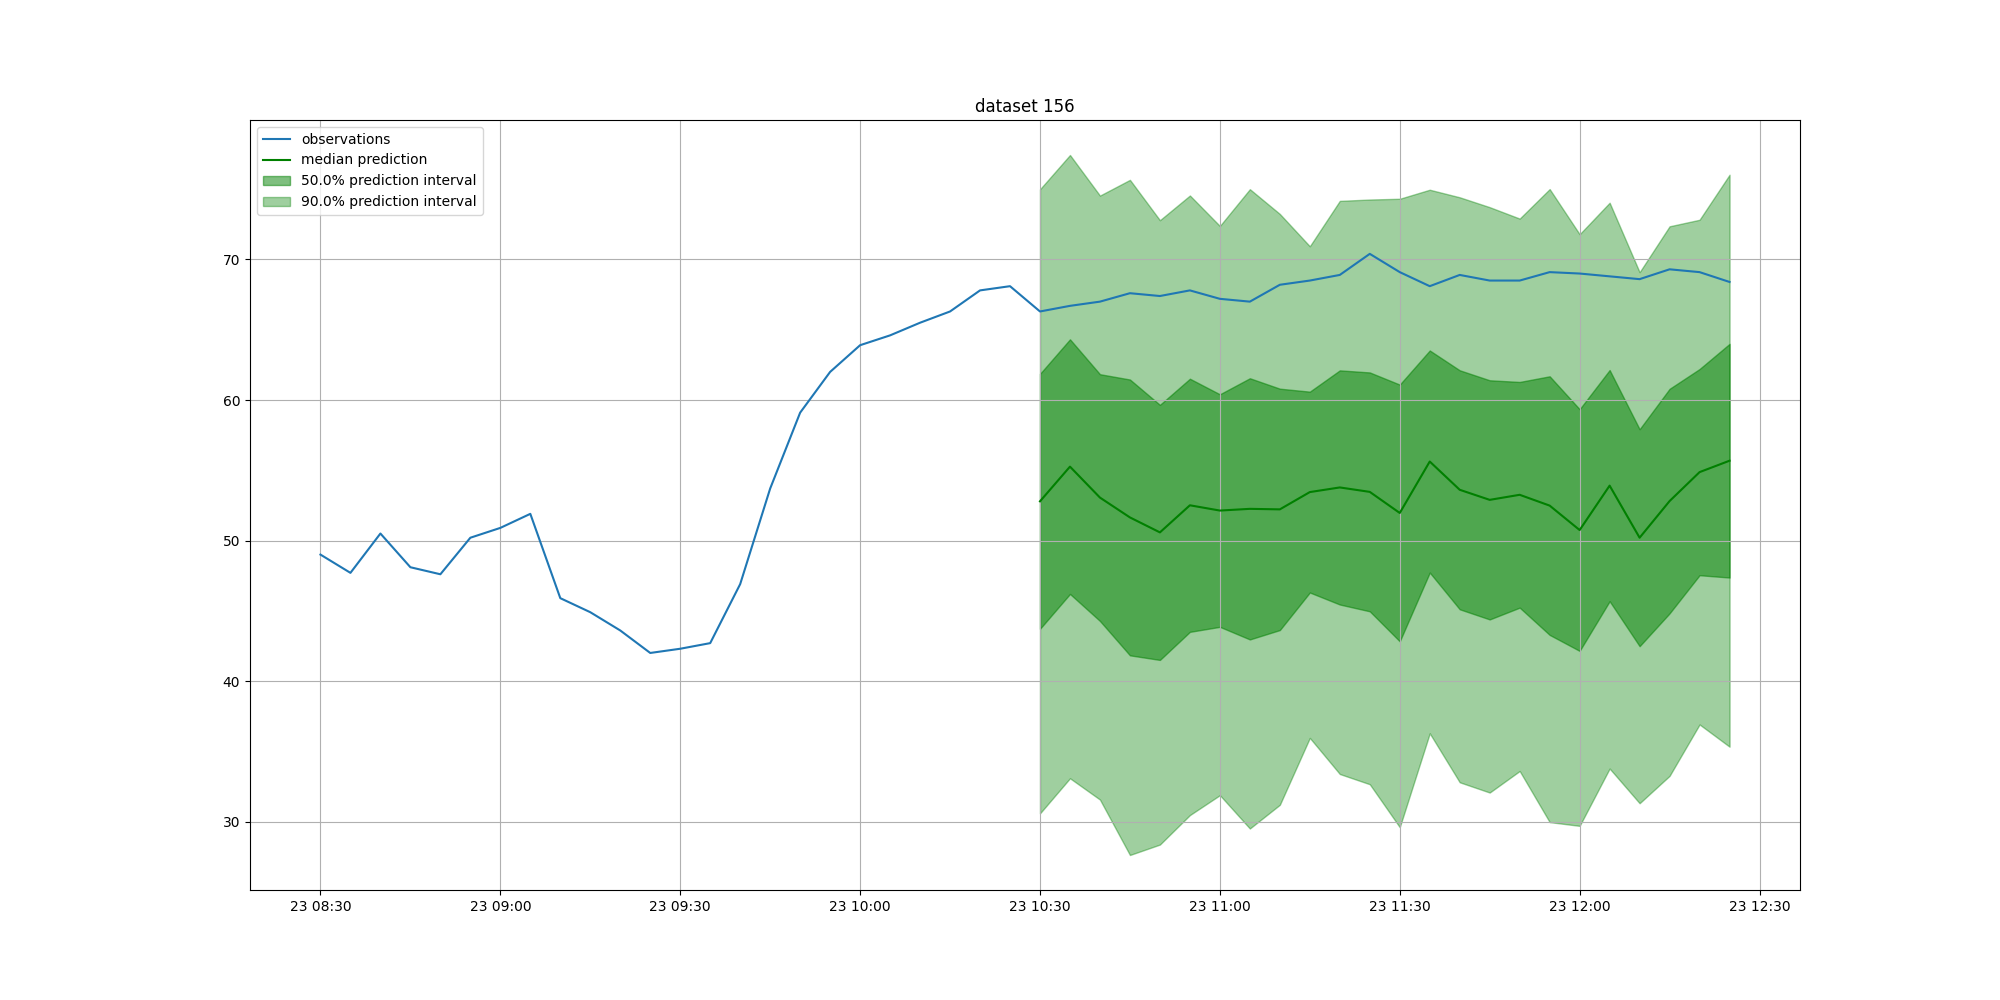 dataset 156
observations
median prediction
50.0% prediction interval
90.0% prediction interval
70
60
50
40
30
23 08:30 23 09:00 23 09:30 23 10:00 23 10:30 23 11:00 23 11:30 23 12:00 23 12:30